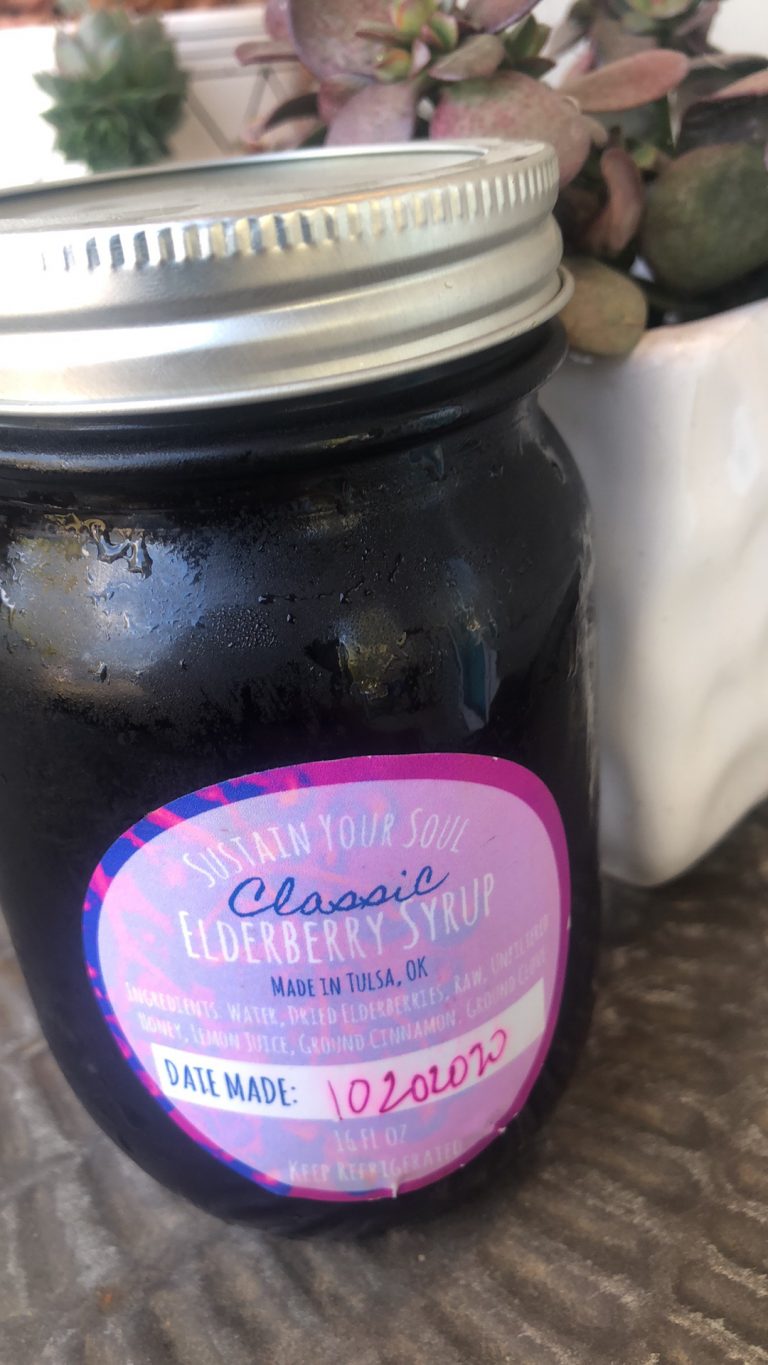 Sustain Your Soul
Classic
Elderberry Syrup
Made in Tulsa, OK
Ingredients: Water, Dried Elderberries, Raw, Unfiltered
Honey, Lemon Juice, Ground Cinnamon, Ground Clove
Date Made: 10202020
16 fl oz
Keep Refrigerated